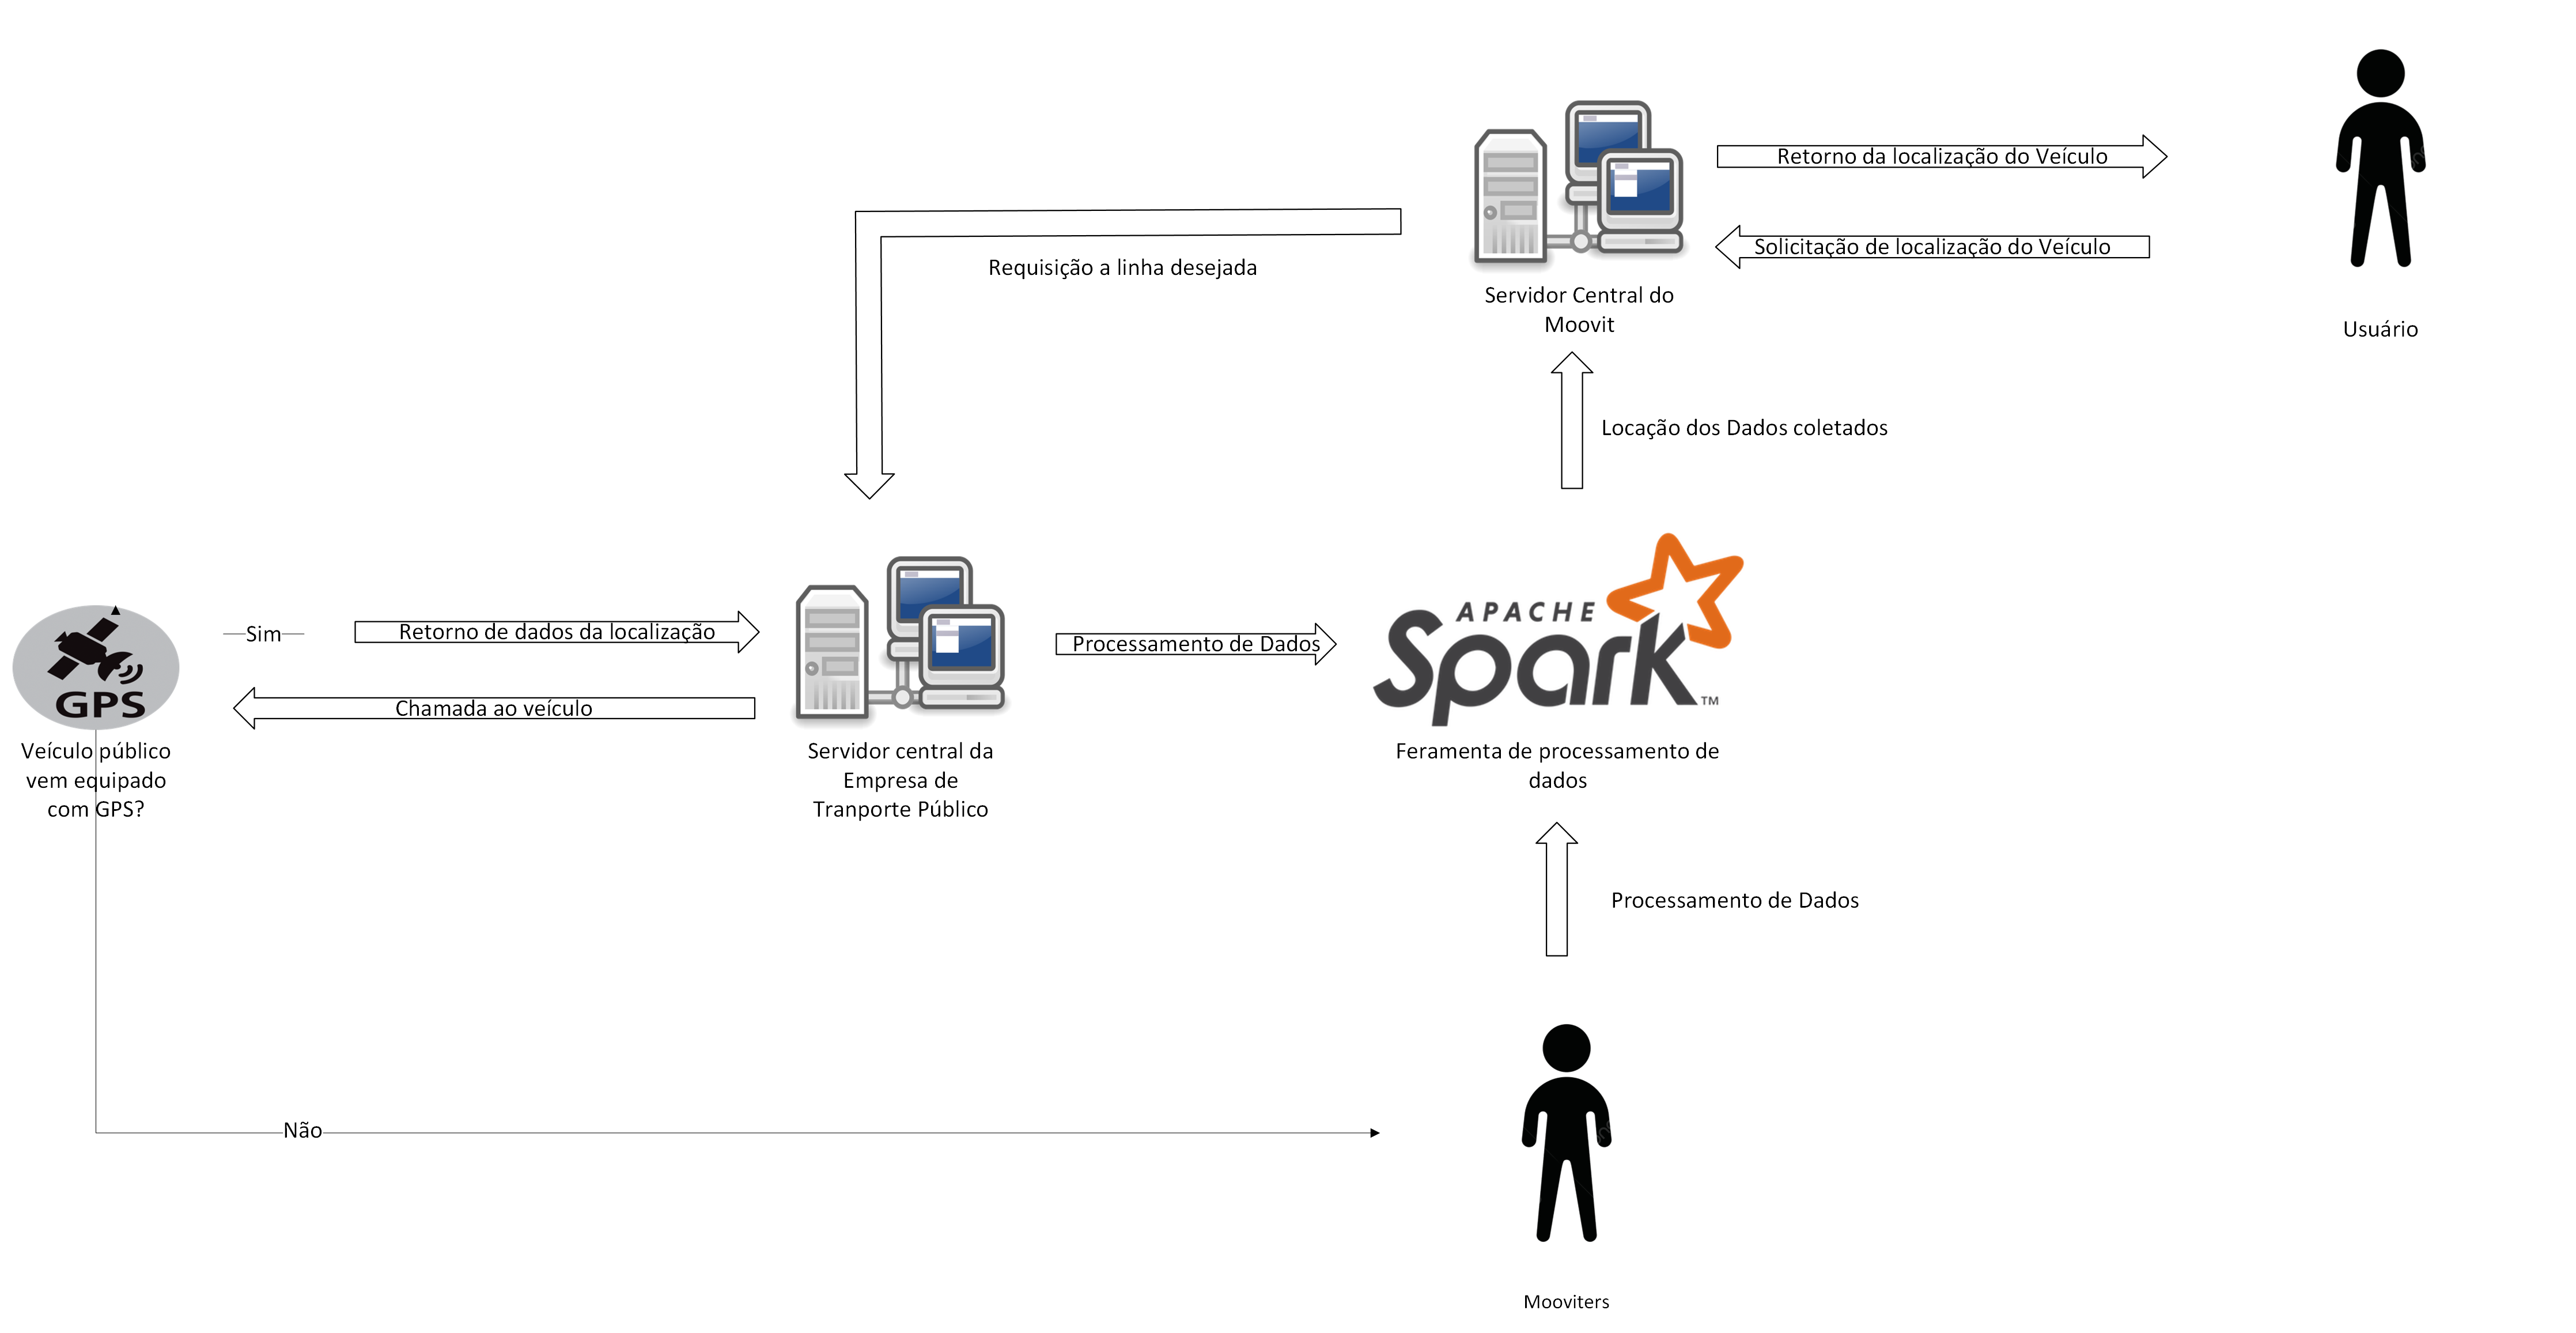 Retorno da localização do Veículo
Solicitação de localização do Veículo
Requisição a linha desejada
Servidor Central do
Moovit
Usuário
Locação dos Dados coletados
APACHE
Spark™
Sim
Retorno de dados da localização
Processamento de Dados
GPS
Chamada ao veículo
Veículo público
vem equipado
com GPS?
Servidor central da
Empresa de
Tranporte Público
Feramenta de processamento de
dados
Processamento de Dados
Não
Mooviters